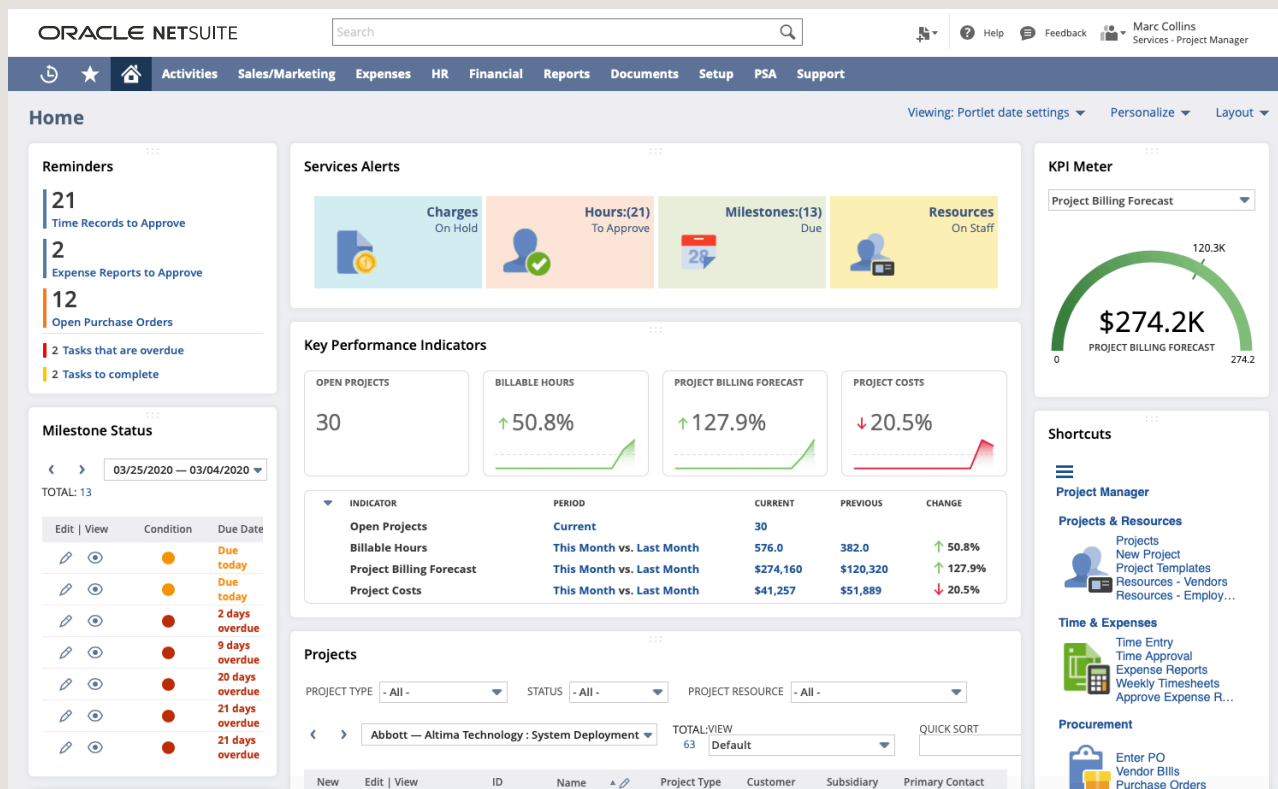 ORACLE NETSUITE
Search
Help
Feedback
Marc Collins
Services - Project Manager
Activities
Sales/Marketing
Expenses
HR
Financial
Reports
Documents
Setup
PSA
Support
Home
Viewing: Portlet date settings
Personalize
Layout
Reminders
21
Time Records to Approve
2
Expense Reports to Approve
12
Open Purchase Orders
2 Tasks that are overdue
2 Tasks to complete
Milestone Status
03/25/2020 — 03/04/2020
TOTAL: 13
Edit | View Condition Due Date
Due
today
Due
today
2 days
overdue
9 days
overdue
20 days
overdue
21 days
overdue
21 days
overdue
Services Alerts
Charges
On Hold
Hours:(21)
To Approve
Milestones:(13)
Due
28
Resources
On Staff
Key Performance Indicators
OPEN PROJECTS
30
BILLABLE HOURS
50.8%
PROJECT BILLING FORECAST
127.9%
PROJECT COSTS
20.5%
INDICATOR PERIOD CURRENT PREVIOUS CHANGE
Open Projects Current 30
Billable Hours This Month vs. Last Month 576.0 382.0 50.8%
Project Billing Forecast This Month vs. Last Month $274,160 $120,320 127.9%
Project Costs This Month vs. Last Month $41,257 $51,889 20.5%
Projects
PROJECT TYPE - All - STATUS - All - PROJECT RESOURCE - All -
Abbott — Altima Technology : System Deployment
TOTAL:
63
VIEW
Default
QUICK SORT
New Edit | View ID Name Project Type Customer Subsidiary Primary Contact
KPI Meter
Project Billing Forecast
120.3K
$274.2K
PROJECT BILLING FORECAST
0
274.2
Shortcuts
Project Manager
Projects & Resources
Projects
New Project
Project Templates
Resources - Vendors
Resources - Employ...
Time & Expenses
Time Entry
Time Approval
Expense Reports
Weekly Timesheets
Approve Expense R...
Procurement
Enter PO
Vendor BIlls
Purchase Orders